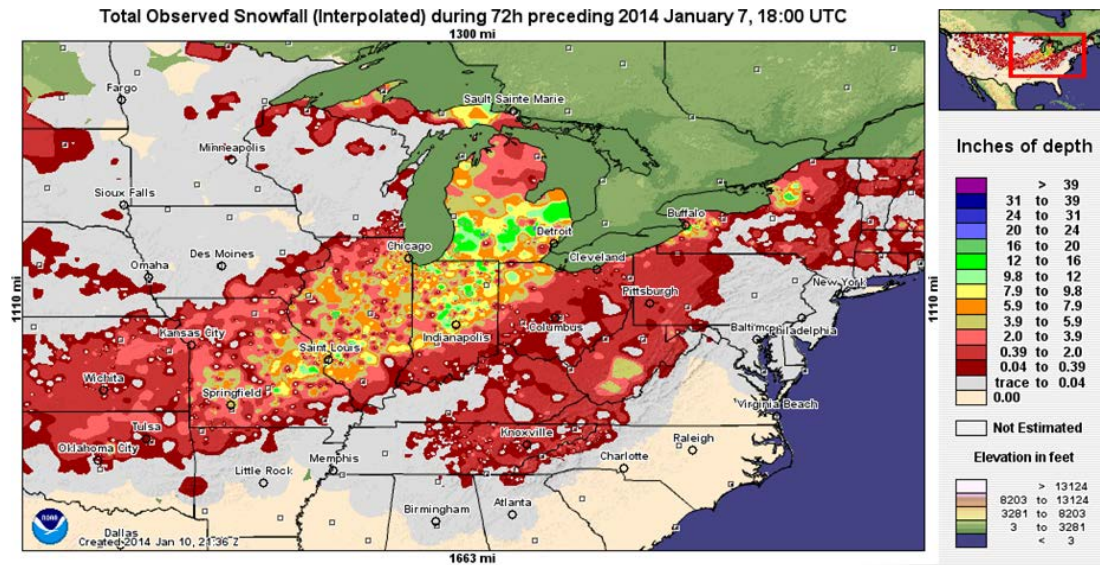 Total Observed Snowfall (Interpolated) during 72h preceding 2014 January 7, 18:00 UTC
1300 mi
Fargo
Sault Sainte Marie
Minneapolis
Sioux Falls
Buffalo
Detroit
Chicago
Des Moines
Cleveland
Omaha
New York
Pittsburgh
1110 mi
1110 mi
Kansas City
Columbus
Baltimo
Philadelphia
Indianapolis
Saint Louis
Wichita
Springfield
Virginia Beach
Tulsa
Knoxville
Raleigh
Oklahoma City
Memphis
Charlotte
Little Rock
Birmingham
Atlanta
noaa
Dallas
Created 2014 Jan 10, 21:36 Z
1663 mi
Inches of depth
> 39
31 to 39
24 to 31
20 to 24
16 to 20
12 to 16
9.8 to 12
7.9 to 9.8
5.9 to 7.9
3.9 to 5.9
2.0 to 3.9
0.39 to 2.0
0.04 to 0.39
trace to 0.04
0.00
Not Estimated
Elevation in feet
> 13124
8203 to 13124
3281 to 8203
3 to 3281
< 3